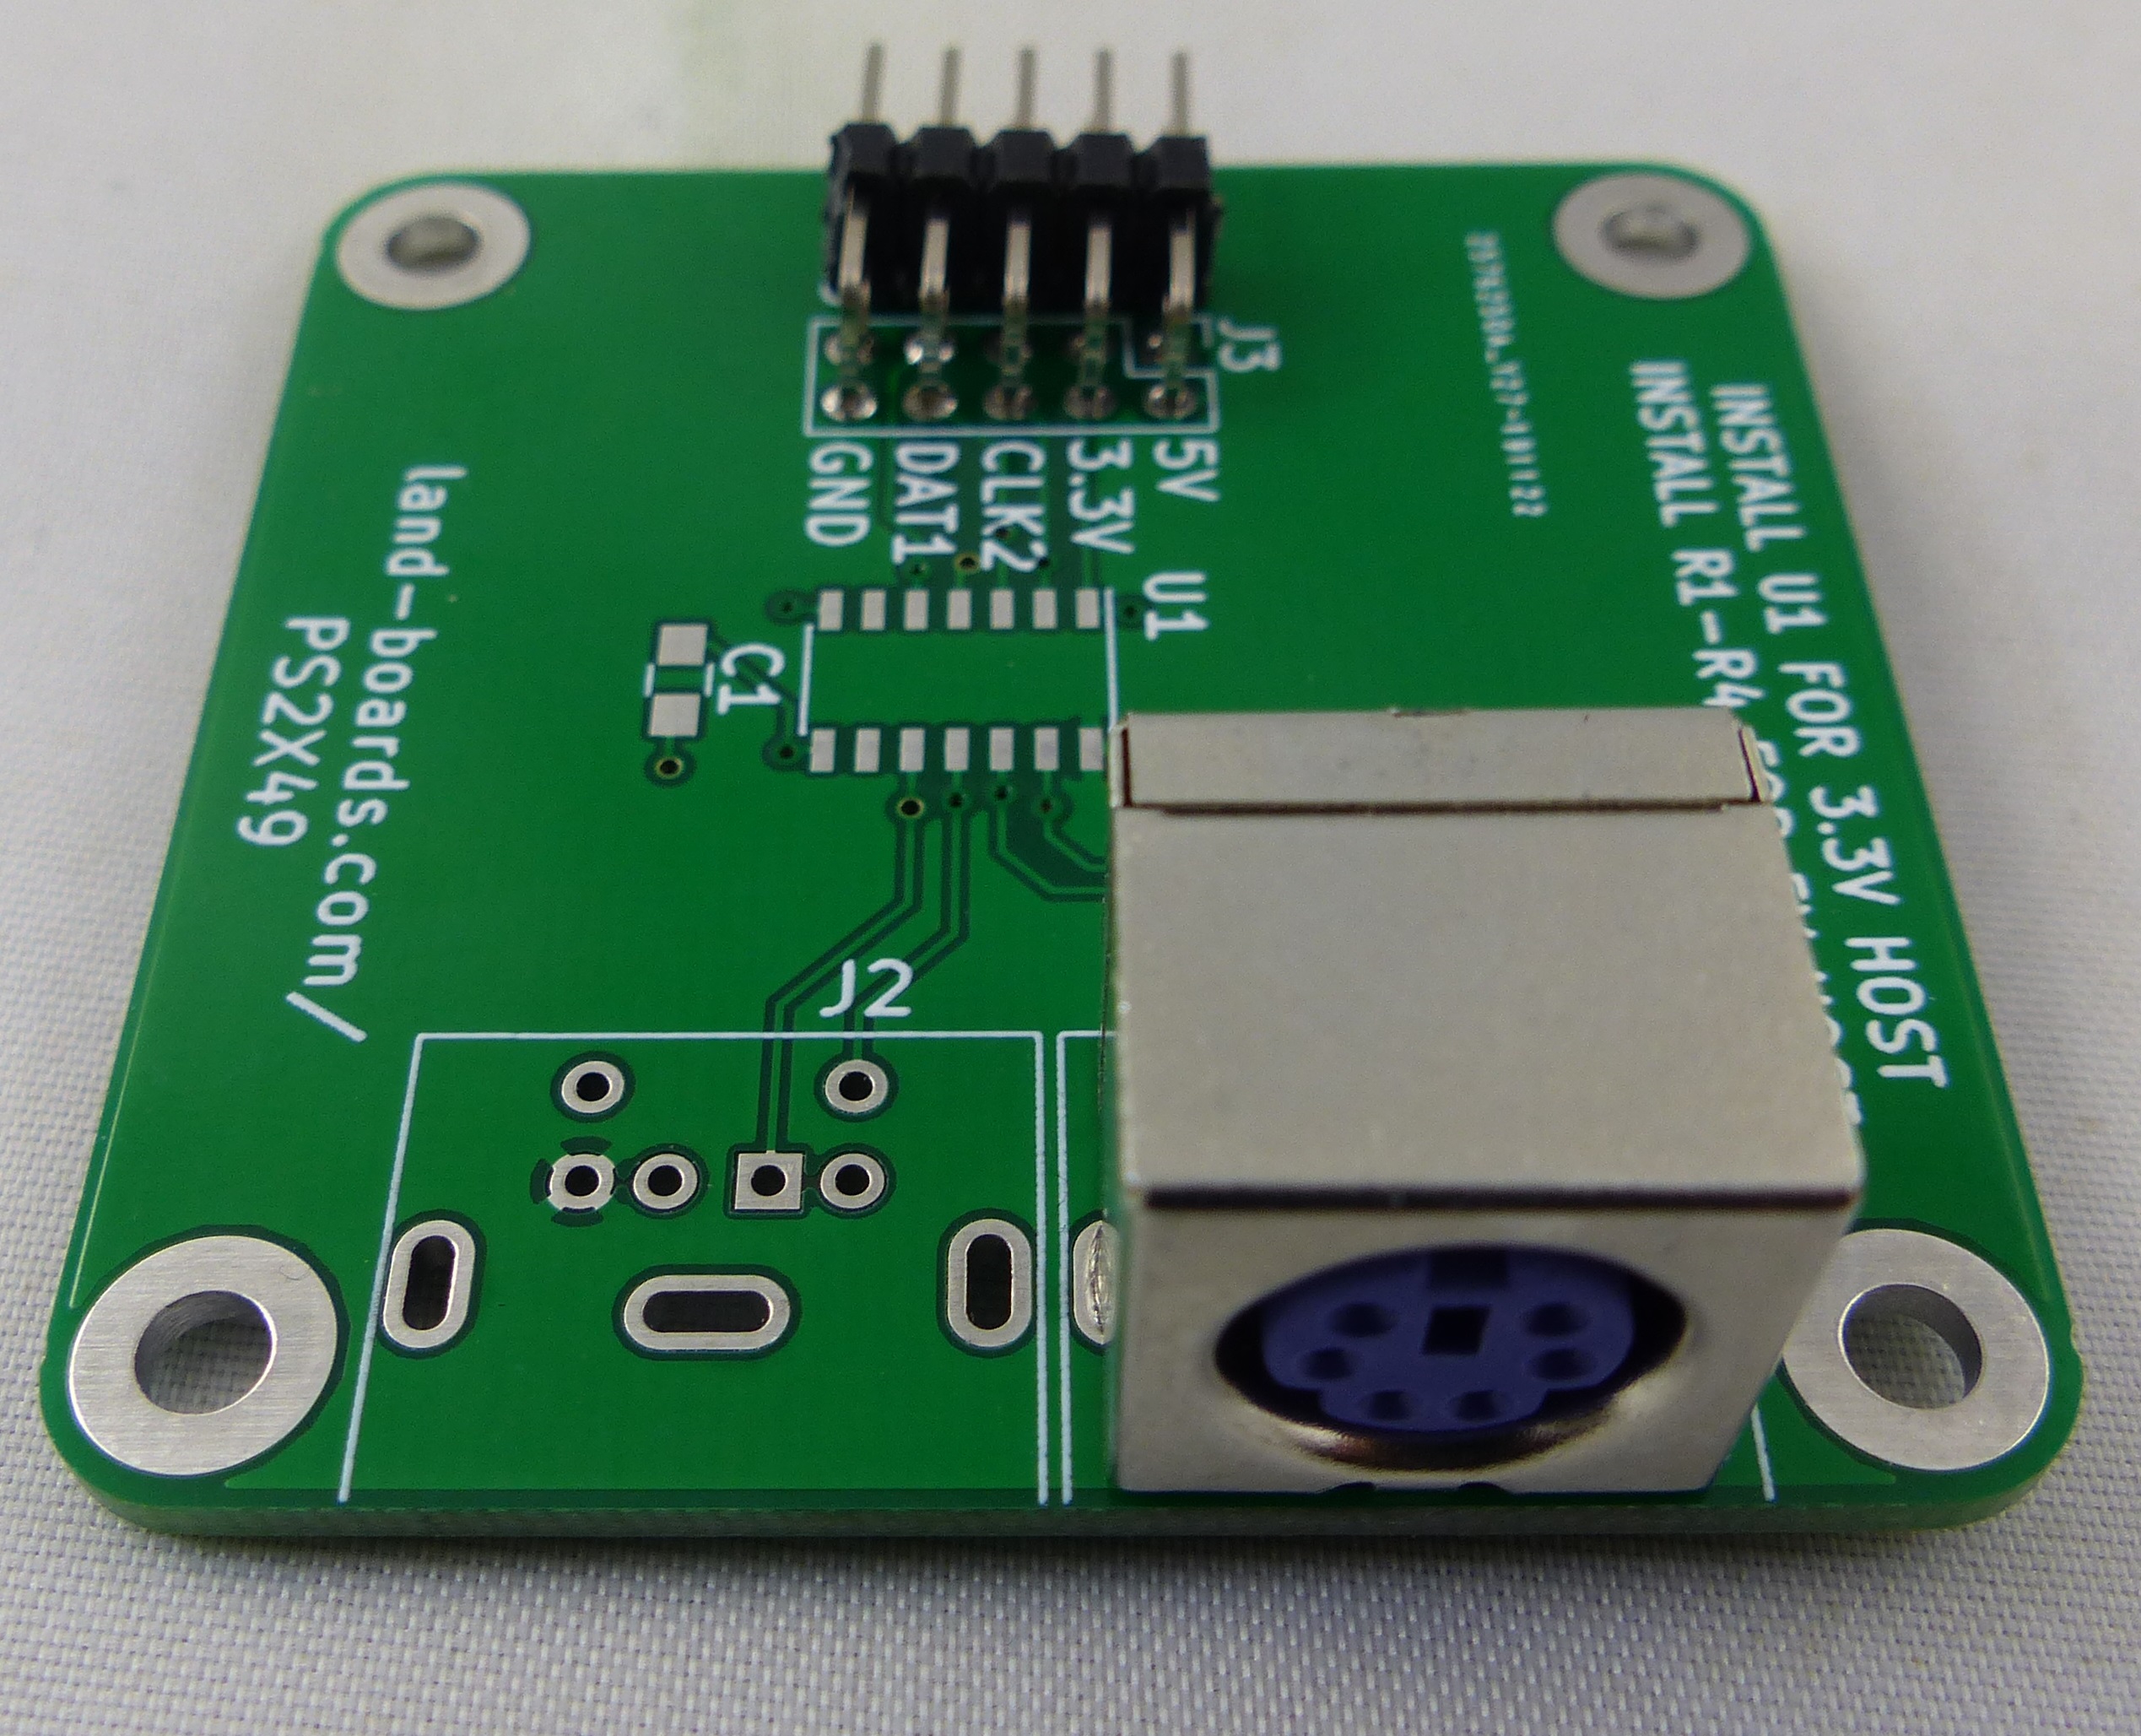 J3
5V
3.3V
CLK2
DAT1
GND
U1
C1
J2
INSTALL U1 FOR 3.3V HOST
INSTALL R1-R4
land-boards.com/
PS2X49